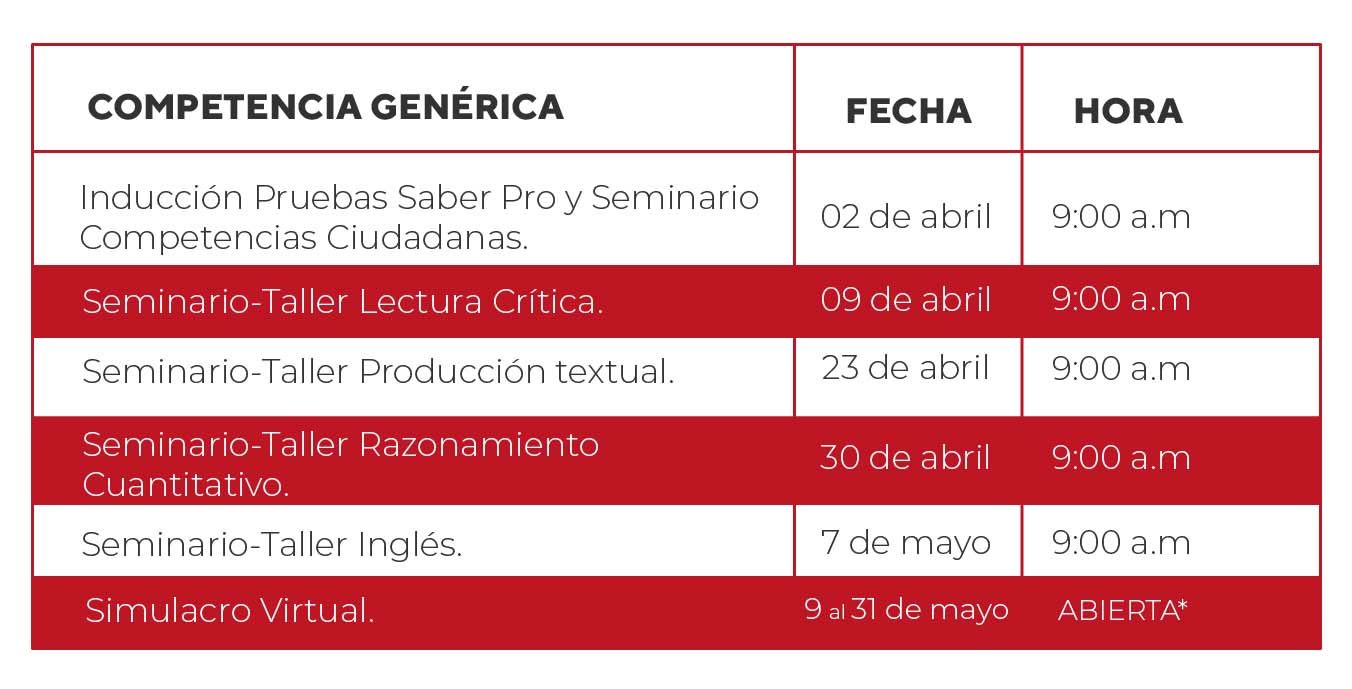 COMPETENCIA GENÉRICA FECHA HORA
Inducción Pruebas Saber Pro y Seminario
Competencias Ciudadanas. 02 de abril 9:00 a.m
Seminario-Taller Lectura Crítica. 09 de abril 9:00 a.m
Seminario-Taller Producción textual. 23 de abril 9:00 a.m
Seminario-Taller Razonamiento
Cuantitativo. 30 de abril 9:00 a.m
Seminario-Taller Inglés. 7 de mayo 9:00 a.m
Simulacro Virtual. 9 al 31 de mayo ABIERTA*